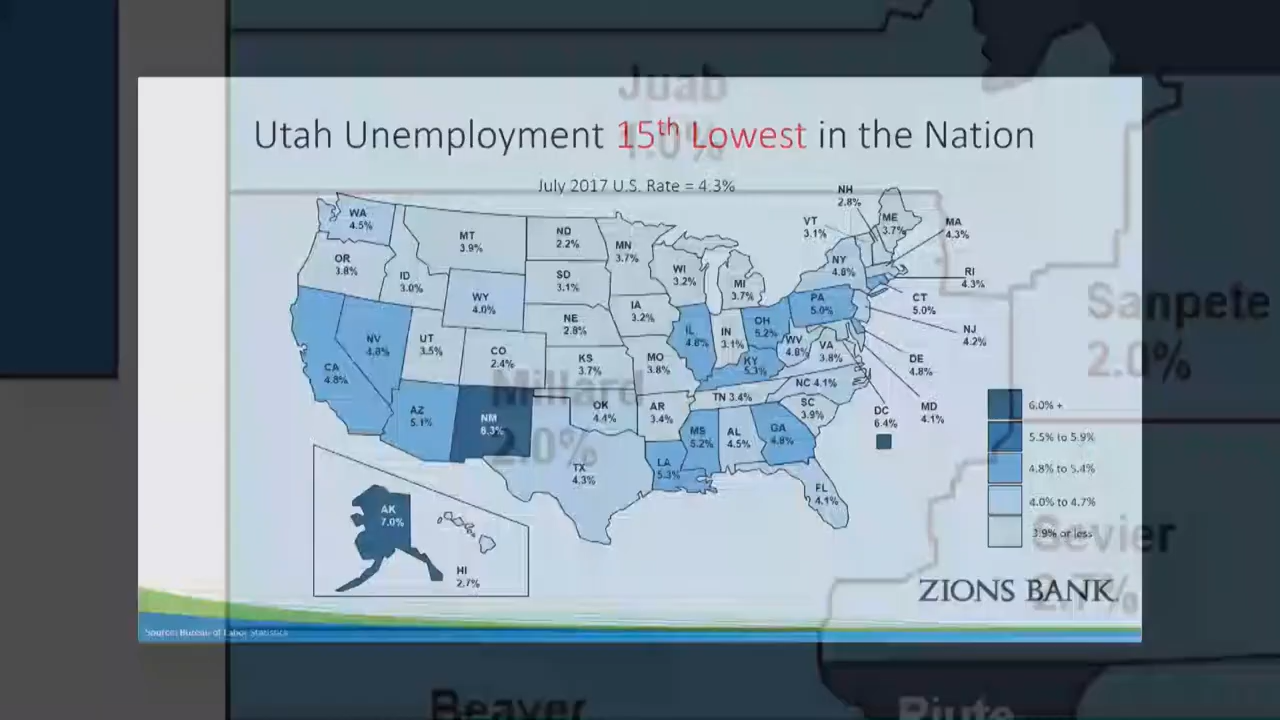 Juab
1.0%
Utah Unemployment 15th Lowest in the Nation
July 2017 U.S. Rate = 4.3%
WA
4.5%
OR
3.8%
CA
4.8%
ID
3.0%
NV
4.8%
MT
3.9%
WY
4.0%
UT
3.5%
AZ
5.1%
CO
2.4%
NM
6.3%
ND
2.2%
SD
3.1%
NE
2.8%
KS
3.7%
OK
4.4%
TX
4.3%
MN
3.7%
IA
3.2%
MO
3.8%
AR
3.4%
LA
5.3%
WI
3.2%
IL
4.8%
MI
3.7%
IN
3.1%
OH
5.2%
KY
5.3%
TN 3.4%
MS
5.2%
AL
4.5%
GA
4.8%
FL
4.1%
SC
3.9%
NC 4.1%
VA
3.8%
WV
4.8%
PA
5.0%
NY
4.8%
VT
3.1%
NH
2.8%
ME
3.7%
MA
4.3%
RI
4.3%
CT
5.0%
NJ
4.2%
DE
4.8%
MD
4.1%
DC
6.4%
AK
7.0%
HI
2.7%
6.0% +
5.5% to 5.9%
4.8% to 5.4%
4.0% to 4.7%
3.9% or less
Millard
2.0%
Sanpete
2.0%
Sevier
2.7%
ZIONS BANK.
Source: Bureau of Labor Statistics
Beaver
Piute